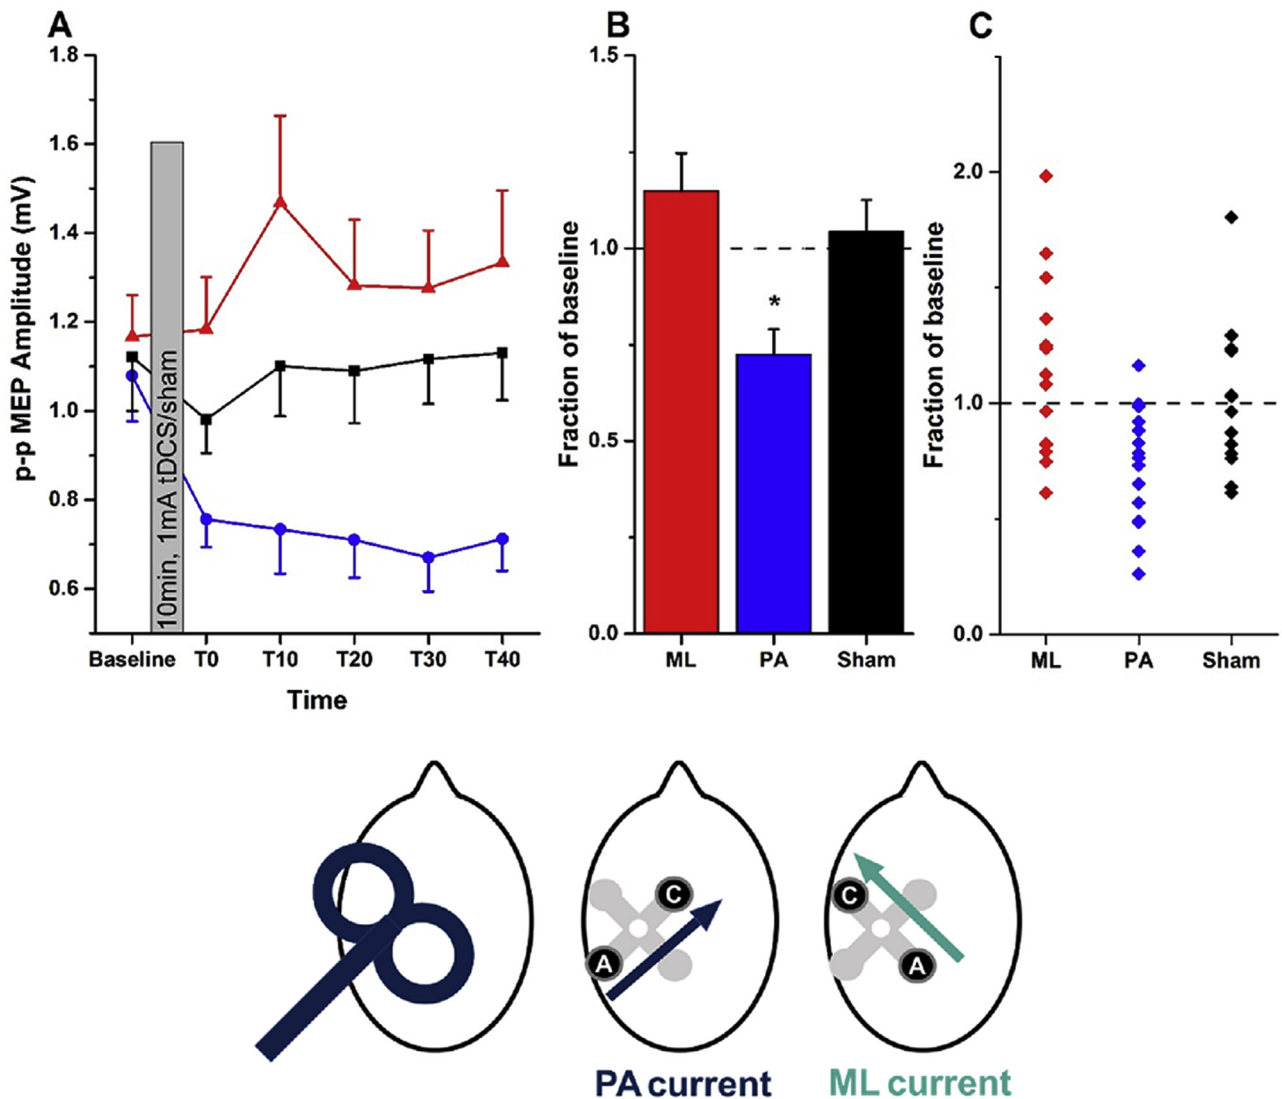 A
p-p MEP Amplitude (mV)
1.8
1.6
1.4
1.2
1.0
0.8
0.6
10min, 1mA tDCS/sham
Baseline T0 T10 T20 T30 T40
Time
B
Fraction of baseline
1.5
1.0
0.5
0.0
*
ML PA Sham
C
Fraction of baseline
2.0
1.0
0.0
ML PA Sham
C
A
PA current
C
A
ML current